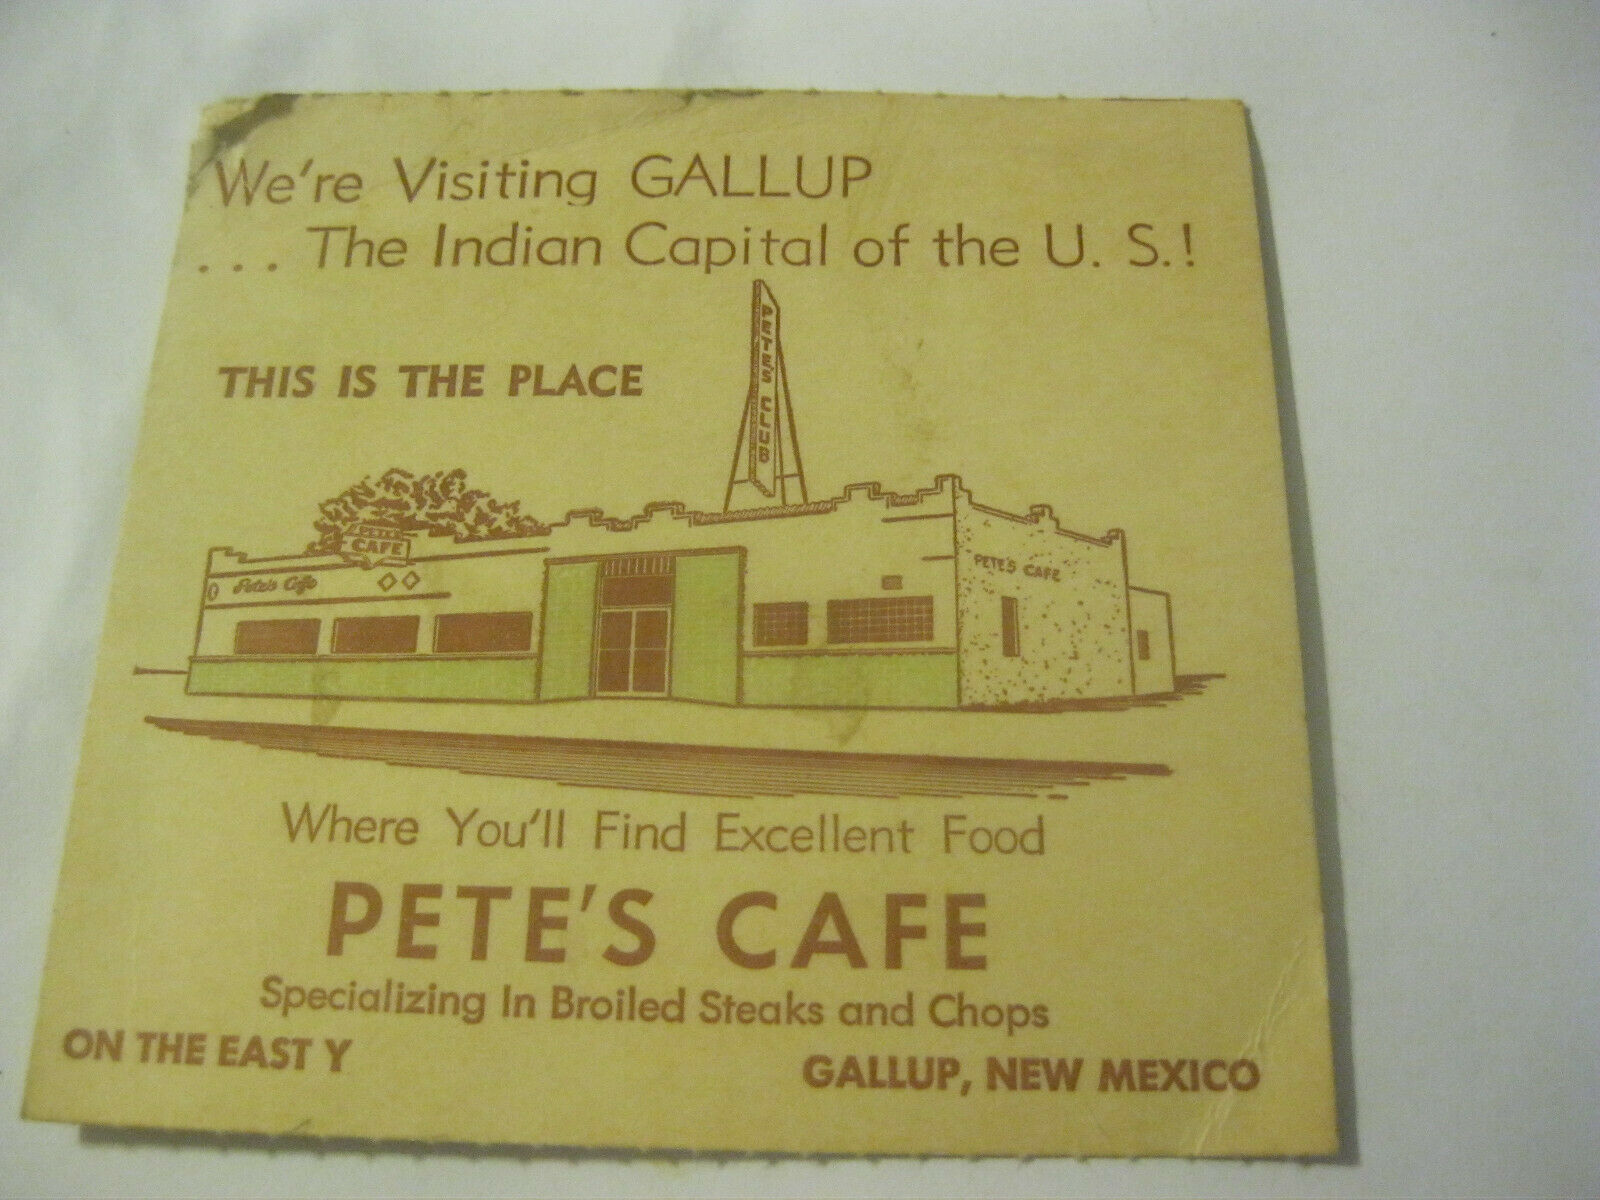 We're Visiting GALLUP
... The Indian Capital of the U. S.!
THIS IS THE PLACE
PETE'S CLUB
PETES
CAFE
Pete's Cafe
PETE'S CAFE
Where You'll Find Excellent Food
PETE'S CAFE
Specializing In Broiled Steaks and Chops
ON THE EAST Y
GALLUP, NEW MEXICO